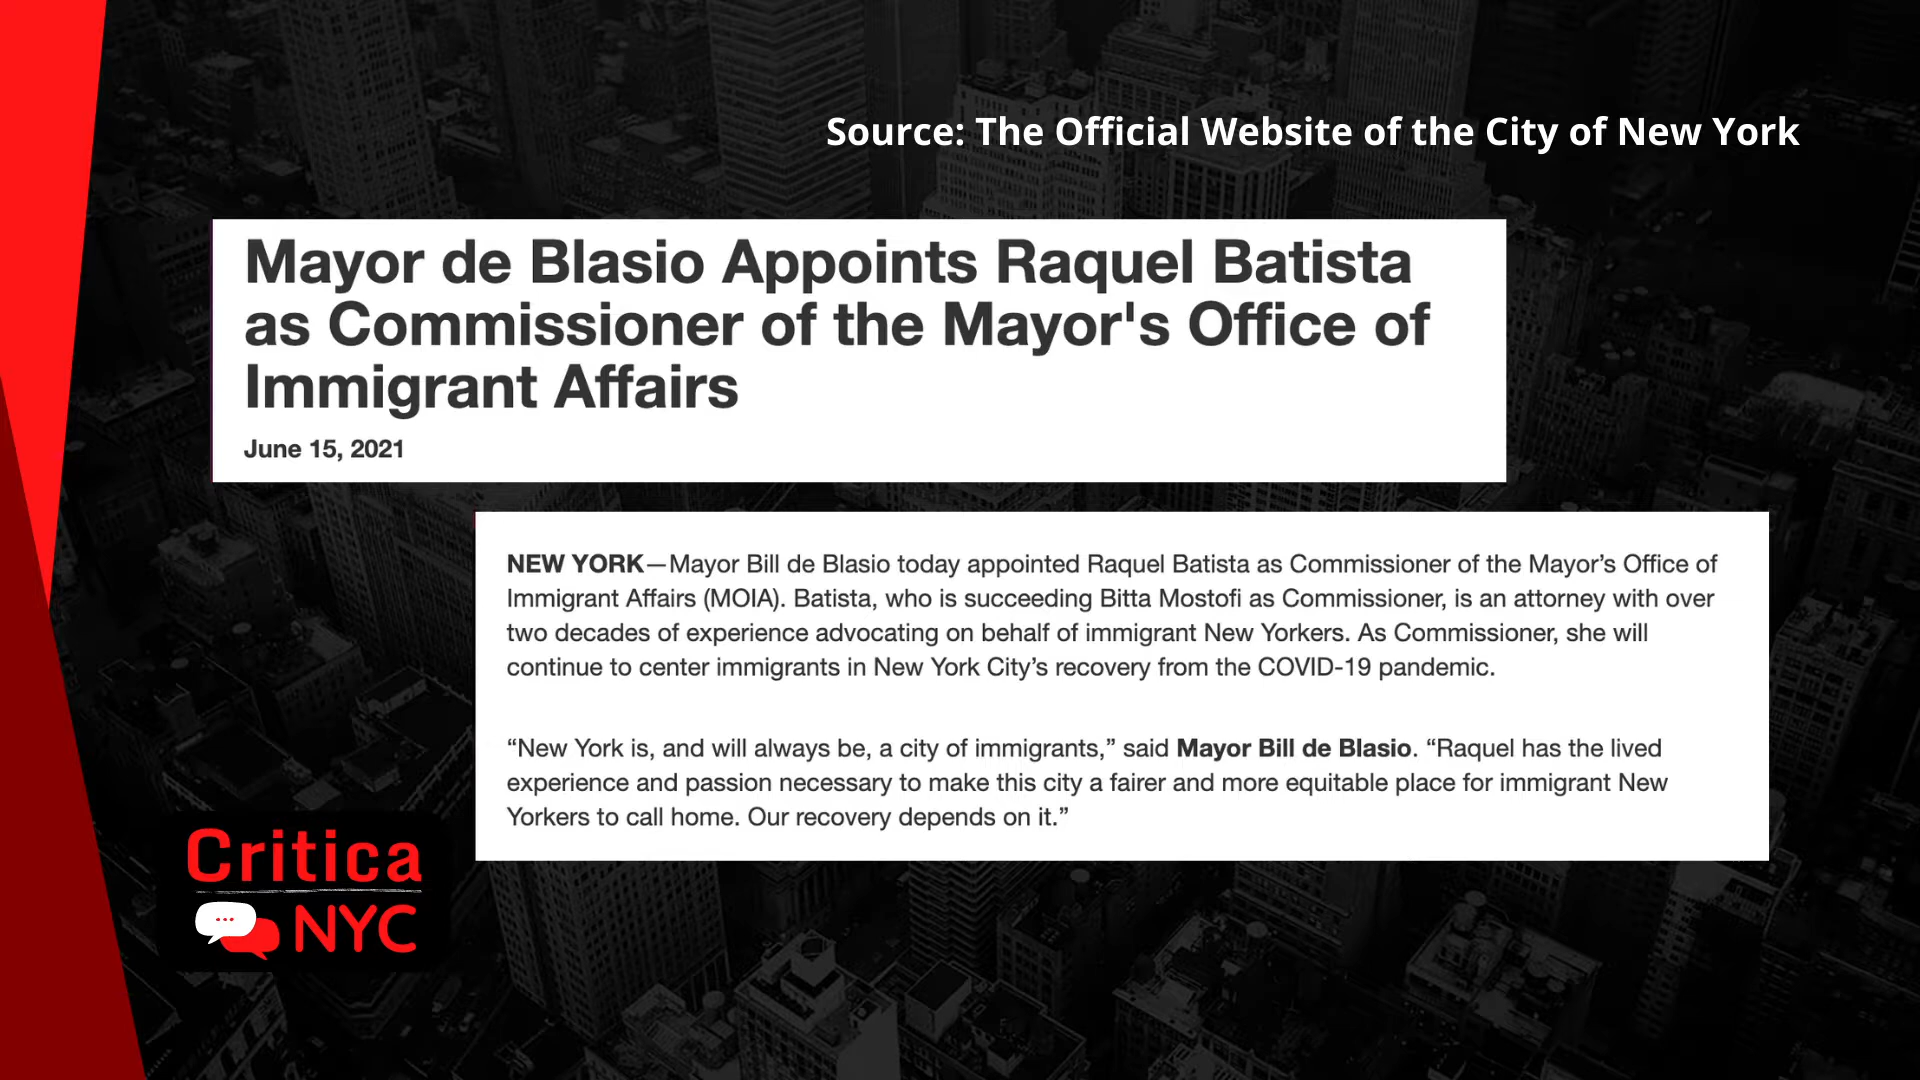 Source: The Official Website of the City of New York
Mayor de Blasio Appoints Raquel Batista
as Commissioner of the Mayor's Office of
Immigrant Affairs
June 15, 2021
NEW YORK—Mayor Bill de Blasio today appointed Raquel Batista as Commissioner of the Mayor’s Office of
Immigrant Affairs (MOIA). Batista, who is succeeding Bitta Mostofi as Commissioner, is an attorney with over
two decades of experience advocating on behalf of immigrant New Yorkers. As Commissioner, she will
continue to center immigrants in New York City’s recovery from the COVID-19 pandemic.
“New York is, and will always be, a city of immigrants,” said Mayor Bill de Blasio. “Raquel has the lived
experience and passion necessary to make this city a fairer and more equitable place for immigrant New
Yorkers to call home. Our recovery depends on it.”
Critica
NYC